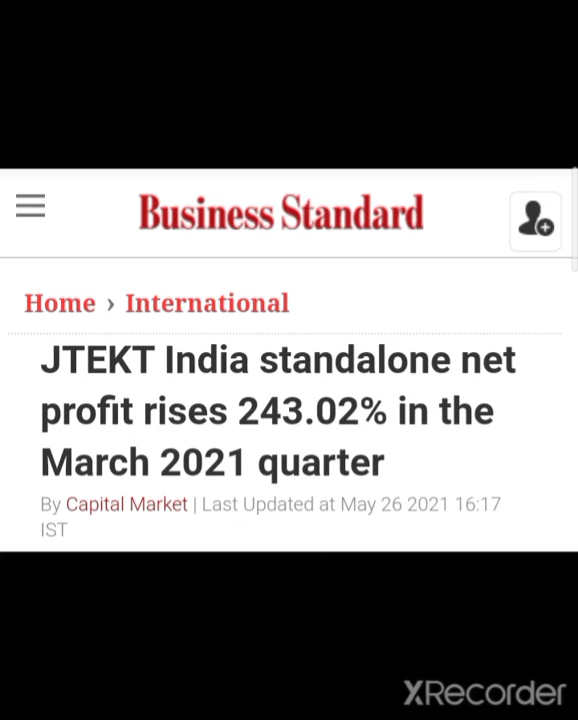 Business Standard
Home › International
JTEKT India standalone net
profit rises 243.02% in the
March 2021 quarter
By Capital Market | Last Updated at May 26 2021 16:17
IST
XRecorder